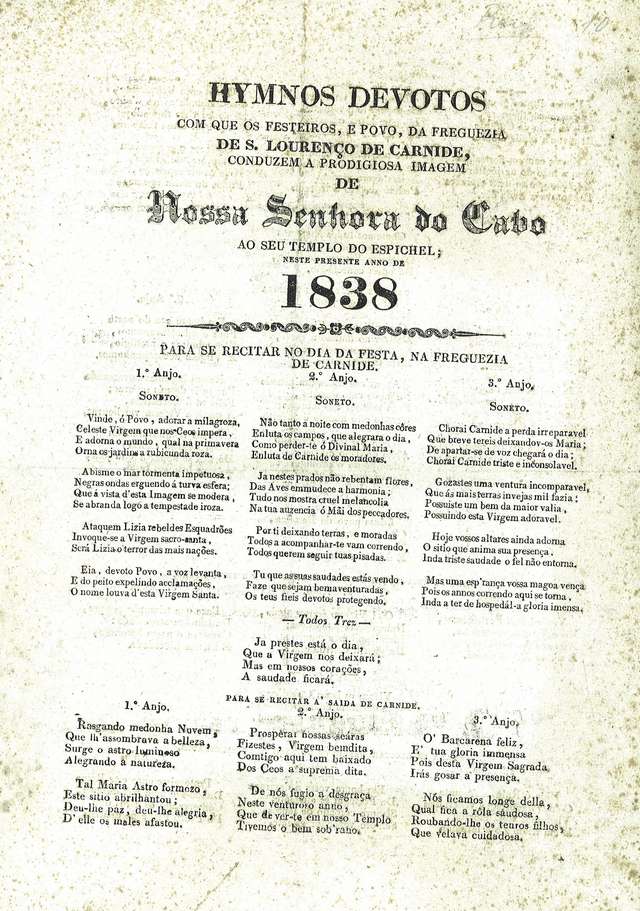 HYMNOS DEVOTOS
COM QUE OS FESTEIROS, E POVO, DA FREGUEZIA
DE S. LOURENÇO DE CARNIDE,
CONDUZEM A PRODIGIOSA IMAGEM
DE
Nossa Senhora do Cabo
AO SEU TEMPLO DO ESPICHEL;
NESTE PRESENTE ANNO DE
1838
PARA SE RECITAR NO DIA DA FESTA, NA FREGUEZIA
DE CARNIDE.
1.º Anjo.
SONETO.
Vinde, ó Povo, adorar a milagroza,
Celeste Virgem que nos Ceos impera,
E adorna o mundo, qual na primavera
Orna os jardins a rubicunda roza.
Abisme o mar tormenta impetuosa,
Negras ondas erguendo á turva esfera;
Que á vista d'esta Imagem se modera,
Se abranda logo a tempestade iroza.
Ataquem Lizia rebeldes Esquadrões
Invoque-se a Virgem sacro-santa,
Será Lizia o terror das mais nações.
Eia, devoto Povo, a voz levanta,
E do peito expelindo acclamações,
O nome louva d'esta Virgem Santa.
2.º Anjo.
SONETO.
Não tanto a noite com medonhas côres
Enluta os campos, que alegrara o dia,
Como perder-te ó Divinal Maria,
Enluta de Carnide os moradores.
Ja nestes prados não rebentam flores,
Das Aves emmudece a harmonia;
Tudo nos mostra cruel melancolia
Na tua auzencia ó Mãi dos peccadores.
Por ti deixando terras, e moradas
Todos a acompanhar-te vam correndo,
Todos querem seguir tuas pisadas.
Tu que as suas saudades estás vendo,
Faze que sejam bemaventuradas,
Os teus fieis devotos protegendo.
3.º Anjo.
SONETO.
Chorai Carnide a perda irreparavel
Que breve tereis deixandov-os Maria;
De apartar-se de voz chegará o dia;
Chorai Carnide triste e inconsolavel.
Gozastes uma ventura incomparavel,
Que ás mais terras invejas mil fazia;
Possuiste um bem da maior valia,
Possuindo esta Virgem adoravel.
Hoje vossos altares ainda adorna
O sitio que anima sua presença,
Inda triste saudade o fel não entorna.
Mas uma esp'rança vossa magoa vença
Pois os annos correndo aqui se torna,
Inda a ter de hospedál-a gloria imensa.
— Todos Trez —
Ja prestes está o dia,
Que a Virgem nos deixará;
Mas em nossos corações,
A saudade ficará.
PARA SE RECITAR A' SAIDA DE CARNIDE.
1.º Anjo.
Rasgando medonha Nuvem,
Que lh'assombrava a belleza,
Surge o astro luminoso
Alegrando a natureza.
Tal Maria Astro formozo,
Este sitio abrilhantou;
Deu-lhe paz, deu-lhe alegria,
D'elle os males afastou.
2.º Anjo.
Prosperar nossas searas
Fizestes, Virgem bemdita,
Comtigo aqui tem baixado
Dos Ceos a suprema dita.
De nós fugio a desgraça
Neste venturoso anno,
Que de ver-te em nosso Templo
Tivemos o bem sob'rano.
3.º Anjo.
O' Barcarena feliz,
E' tua gloria immensa
Pois desta Virgem Sagrada
Irás gosar a presença.
Nós ficamos longe della,
Qual fica a rôla saudosa,
Roubando-lhe os tenros filhos,
Que velava cuidadosa.